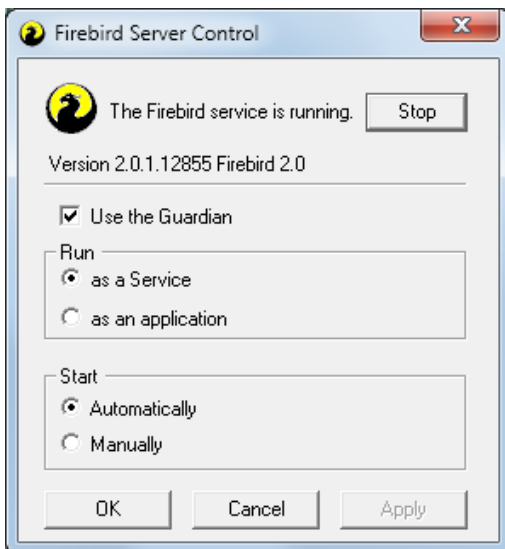 Firebird Server Control
The Firebird service is running. Stop
Version 2.0.1.12855 Firebird 2.0
Use the Guardian
Run
as a Service
as an application
Start
Automatically
Manually
OK Cancel Apply